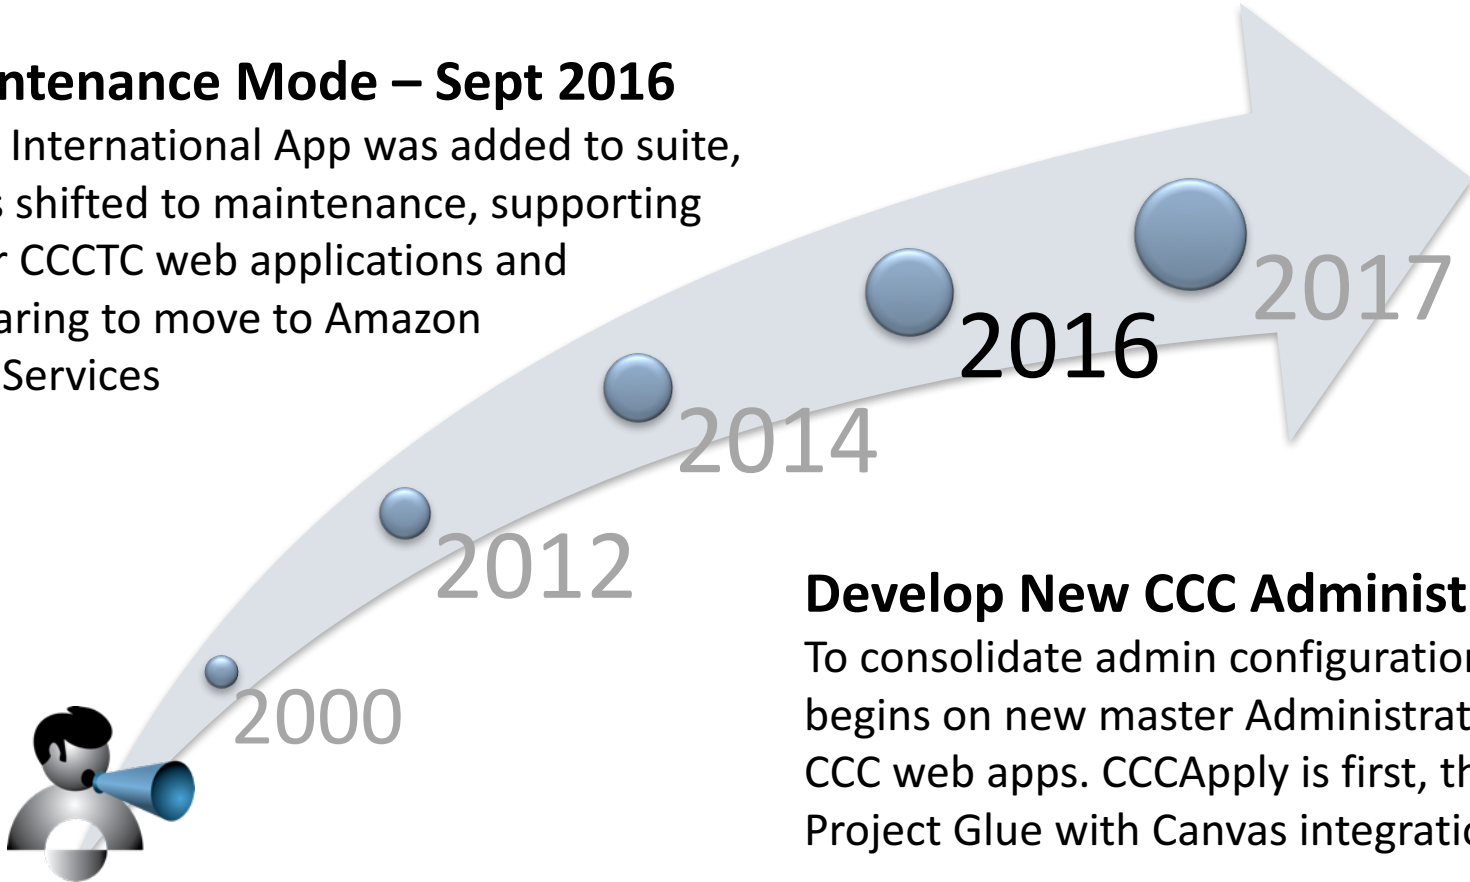 ntenance Mode – Sept 2016
International App was added to suite,
s shifted to maintenance, supporting
r CCCTC web applications and
aring to move to Amazon
Services
2017
2016
2014
2012
2000
Develop New CCC Administ
To consolidate admin configuration
begins on new master Administrat
CCC web apps. CCCApply is first, th
Project Glue with Canvas integratio